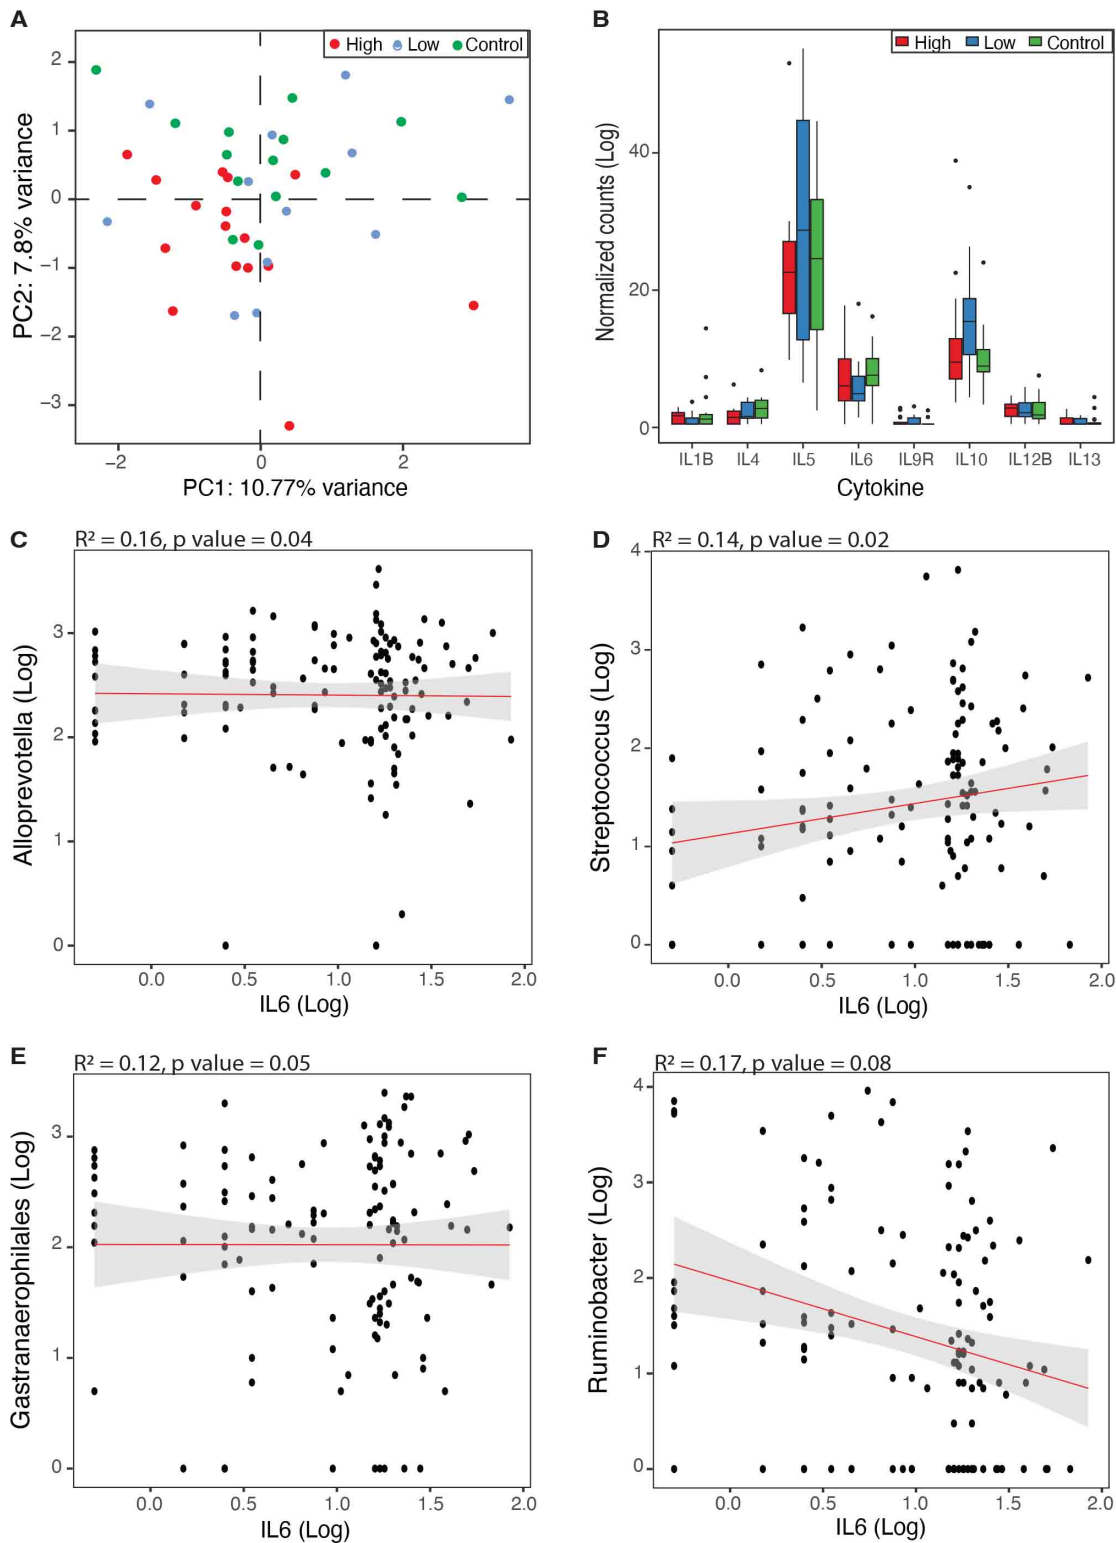 A
High Low Control
2
1
0
−1
−2
−3
PC2: 7.8% variance
−2 0 2
PC1: 10.77% variance
B
High Low Control
40
20
0
Normalized counts (Log)
IL1B IL4 IL5 IL6 IL9R IL10 IL12B IL13
Cytokine
C
R² = 0.16, p value = 0.04
3
2
1
0
Alloprevotella (Log)
0.0 0.5 1.0 1.5 2.0
IL6 (Log)
D
R² = 0.14, p value = 0.02
4
3
2
1
0
Streptococcus (Log)
0.0 0.5 1.0 1.5 2.0
IL6 (Log)
E
R² = 0.12, p value = 0.05
3
2
1
0
Gastranaerophilales (Log)
0.0 0.5 1.0 1.5 2.0
IL6 (Log)
F
R² = 0.17, p value = 0.08
4
3
2
1
0
Ruminobacter (Log)
0.0 0.5 1.0 1.5 2.0
IL6 (Log)